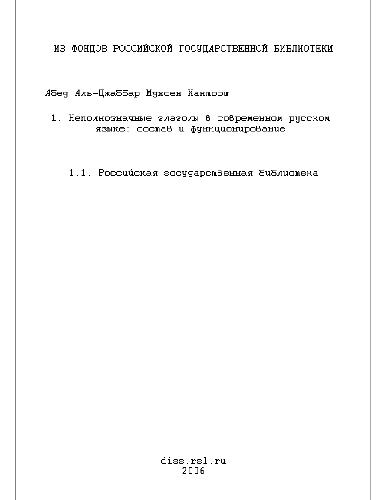 ИЗ ФОНДОВ РОССИЙСКОЙ ГОСУДАРСТВЕННОЙ БИБЛИОТЕКИ
Абед Аль-Джаббар Мухсен
1. Неполнозначные глаголы в современном русском
языке: состав и функционирование
1.1. Российская государственная библиотека
diss.rsl.ru
2006